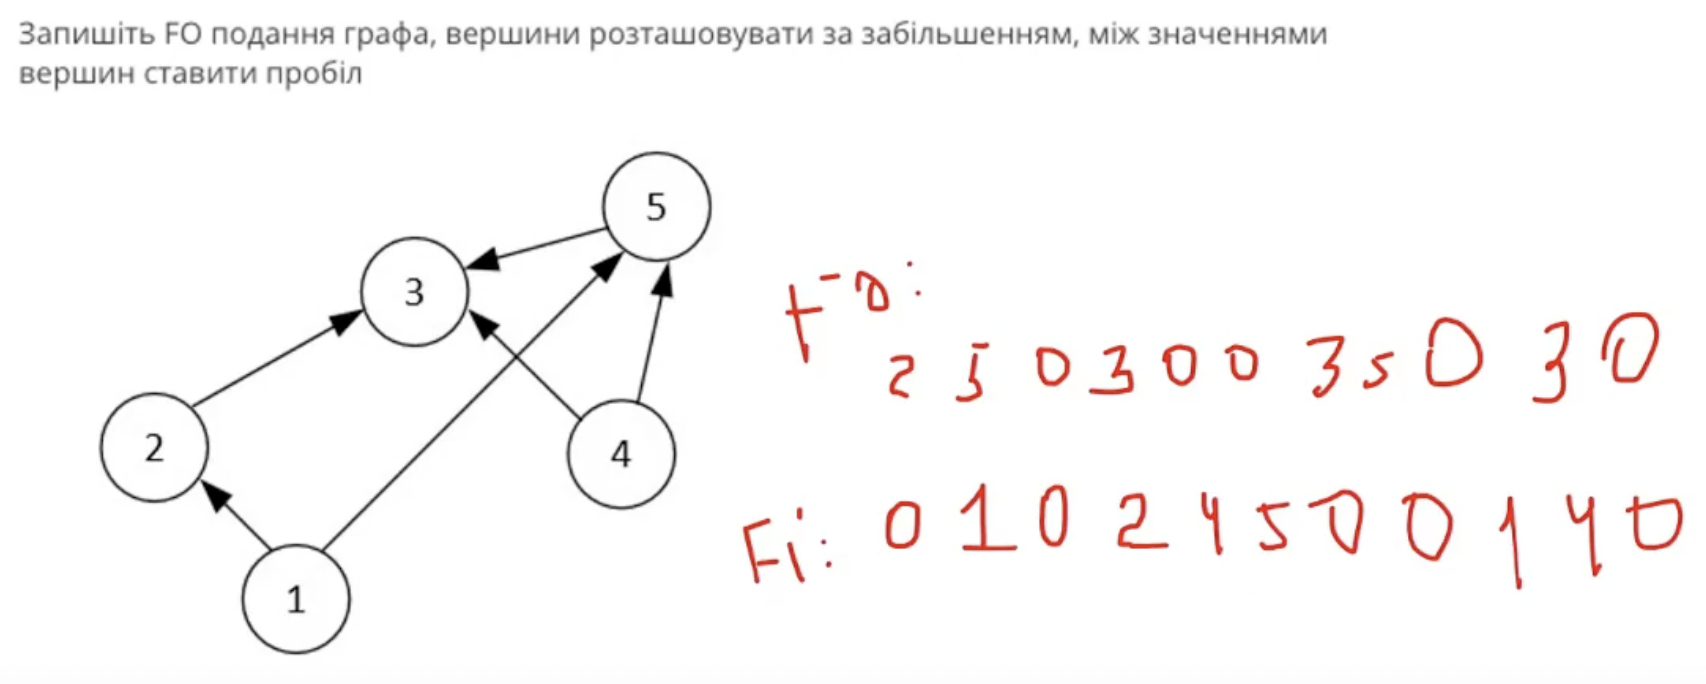 Запишіть FO подання графа, вершини розташовувати за забільшенням, між значеннями
вершин ставити пробіл
5
3
2
4
1
FO:
2 5 0 3 0 0 3 5 0 3 0
Fi: 0 1 0 2 4 5 0 0 1 4 0